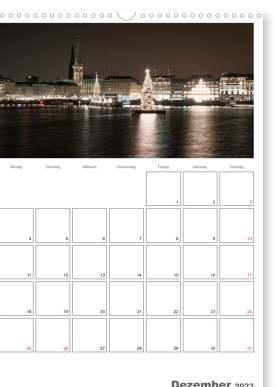 Montag Dienstag Mittwoch Donnerstag Freitag Samstag Sonntag
1 2 3
4 5 6 7 8 9 10
11 12 13 14 15 16 17
18 19 20 21 22 23 24
25 26 27 28 29 30 31
Dezember 2023